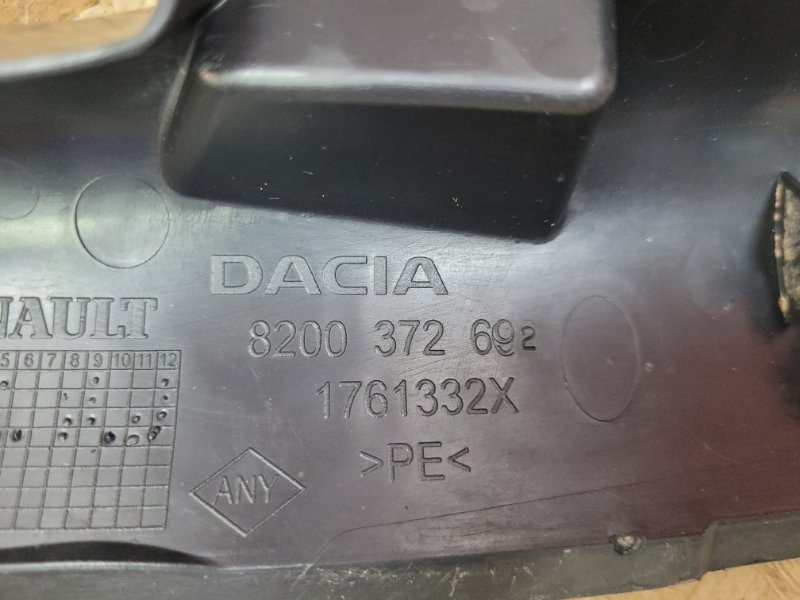 DACIA
NAULT
8200 372 692
5 6 7 8 9 10 11 12
1761332X
>PE<
ANY